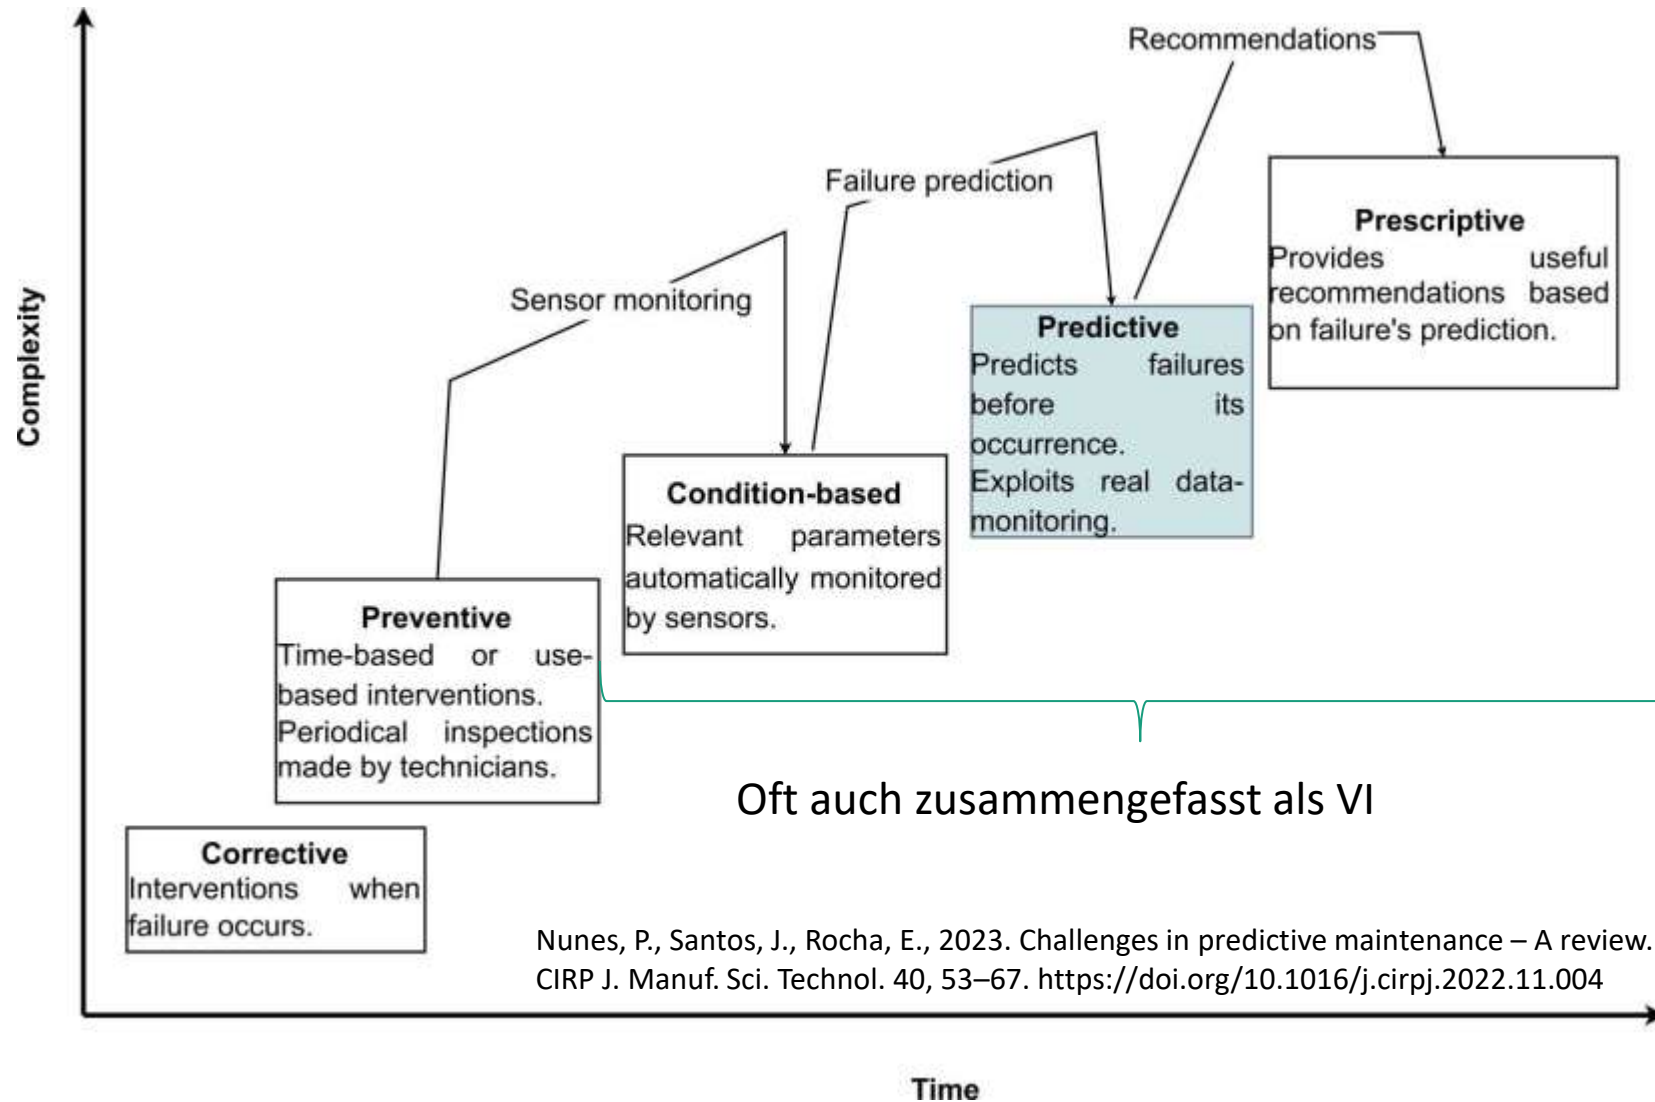 Recommendations
Failure prediction
Prescriptive
Provides useful
recommendations based
on failure's prediction.
Sensor monitoring
Predictive
Predicts failures
before its
occurrence.
Exploits real data-
monitoring.
Complexity
Condition-based
Relevant parameters
automatically monitored
by sensors.
Preventive
Time-based or use-
based interventions.
Periodical inspections
made by technicians.
Oft auch zusammengefasst als VI
Corrective
Interventions when
failure occurs.
Nunes, P., Santos, J., Rocha, E., 2023. Challenges in predictive maintenance – A review.
CIRP J. Manuf. Sci. Technol. 40, 53–67. https://doi.org/10.1016/j.cirpj.2022.11.004
Time